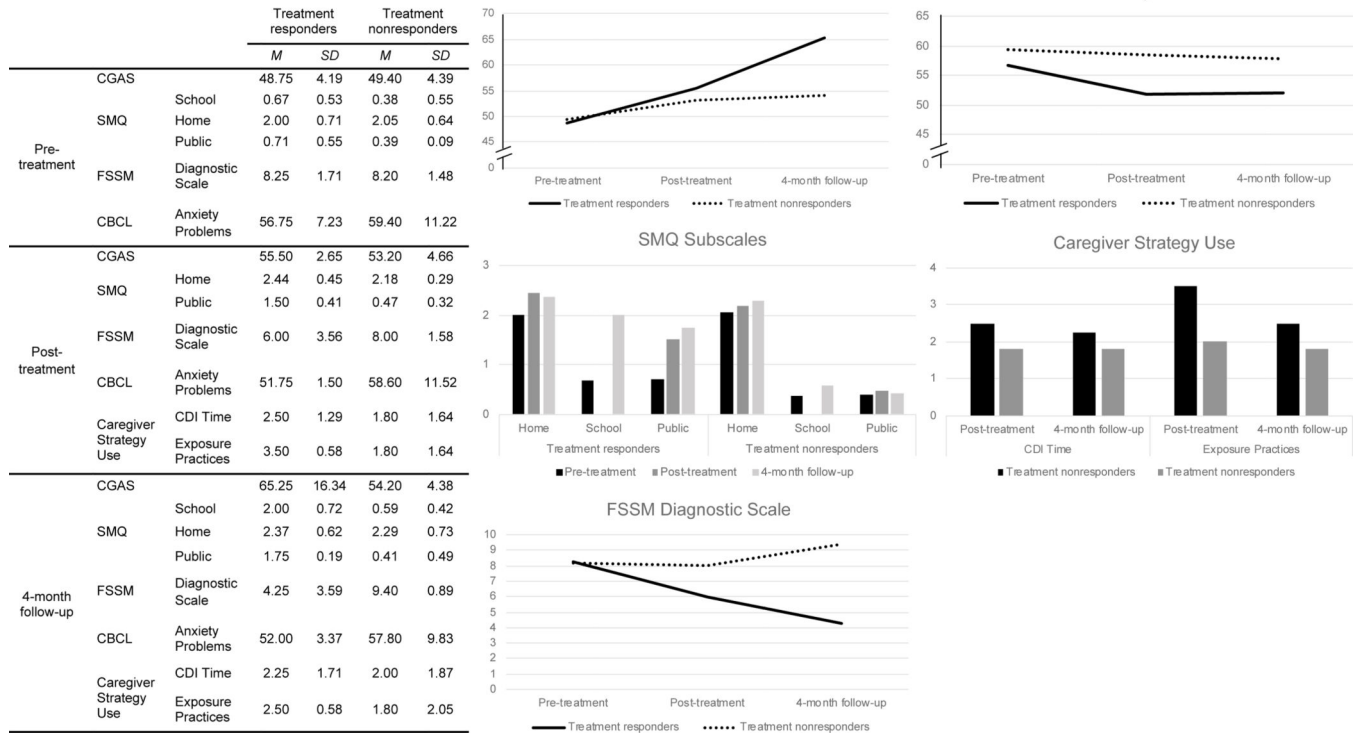 Treatment responders Treatment nonresponders
M SD M SD
Pre-treatment
CGAS 48.75 4.19 49.40 4.39
SMQ
School 0.67 0.53 0.38 0.55
Home 2.00 0.71 2.05 0.64
Public 0.71 0.55 0.39 0.09
FSSM Diagnostic Scale 8.25 1.71 8.20 1.48
CBCL Anxiety Problems 56.75 7.23 59.40 11.22
Post-treatment
CGAS 55.50 2.65 53.20 4.66
SMQ
Home 2.44 0.45 2.18 0.29
Public 1.50 0.41 0.47 0.32
FSSM Diagnostic Scale 6.00 3.56 8.00 1.58
CBCL Anxiety Problems 51.75 1.50 58.60 11.52
Caregiver Strategy Use
CDI Time 2.50 1.29 1.80 1.64
Exposure Practices 3.50 0.58 1.80 1.64
4-month follow-up
CGAS 65.25 16.34 54.20 4.38
SMQ
School 2.00 0.72 0.59 0.42
Home 2.37 0.62 2.29 0.73
Public 1.75 0.19 0.41 0.49
FSSM Diagnostic Scale 4.25 3.59 9.40 0.89
CBCL Anxiety Problems 52.00 3.37 57.80 9.83
Caregiver Strategy Use
CDI Time 2.25 1.71 2.00 1.87
Exposure Practices 2.50 0.58 1.80 2.05
70
65
60
55
50
45
0
Pre-treatment Post-treatment 4-month follow-up
Treatment responders Treatment nonresponders
65
60
55
50
45
0
Pre-treatment Post-treatment 4-month follow-up
Treatment responders Treatment nonresponders
SMQ Subscales
3
2
1
0
Home School Public Home School Public
Treatment responders Treatment nonresponders
Pre-treatment Post-treatment 4-month follow-up
Caregiver Strategy Use
4
3
2
1
0
Post-treatment 4-month follow-up Post-treatment 4-month follow-up
CDI Time Exposure Practices
Treatment nonresponders Treatment nonresponders
FSSM Diagnostic Scale
10
9
8
7
6
5
4
3
2
1
0
Pre-treatment Post-treatment 4-month follow-up
Treatment responders Treatment nonresponders